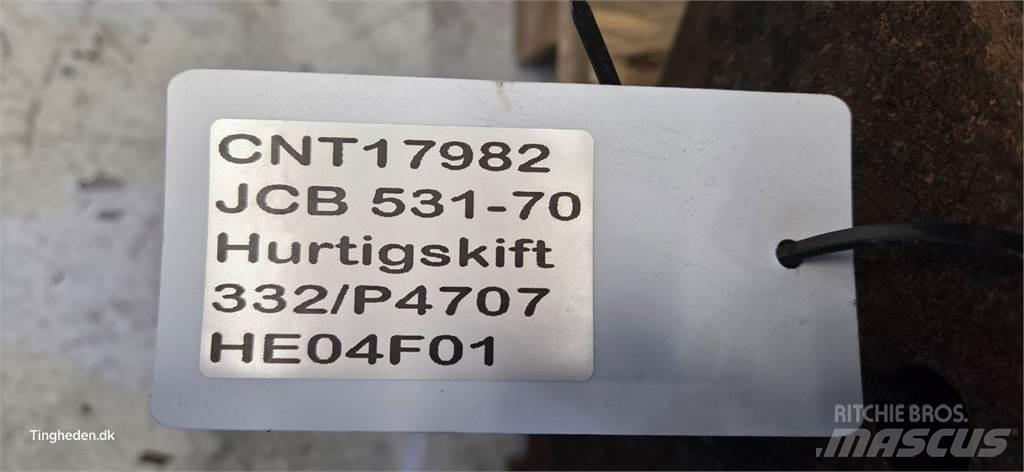 CNT17982
JCB 531-70
Hurtigskift
332/P4707
HE04F01
Tingheden.dk
RITCHIE BROS.
MASCUS